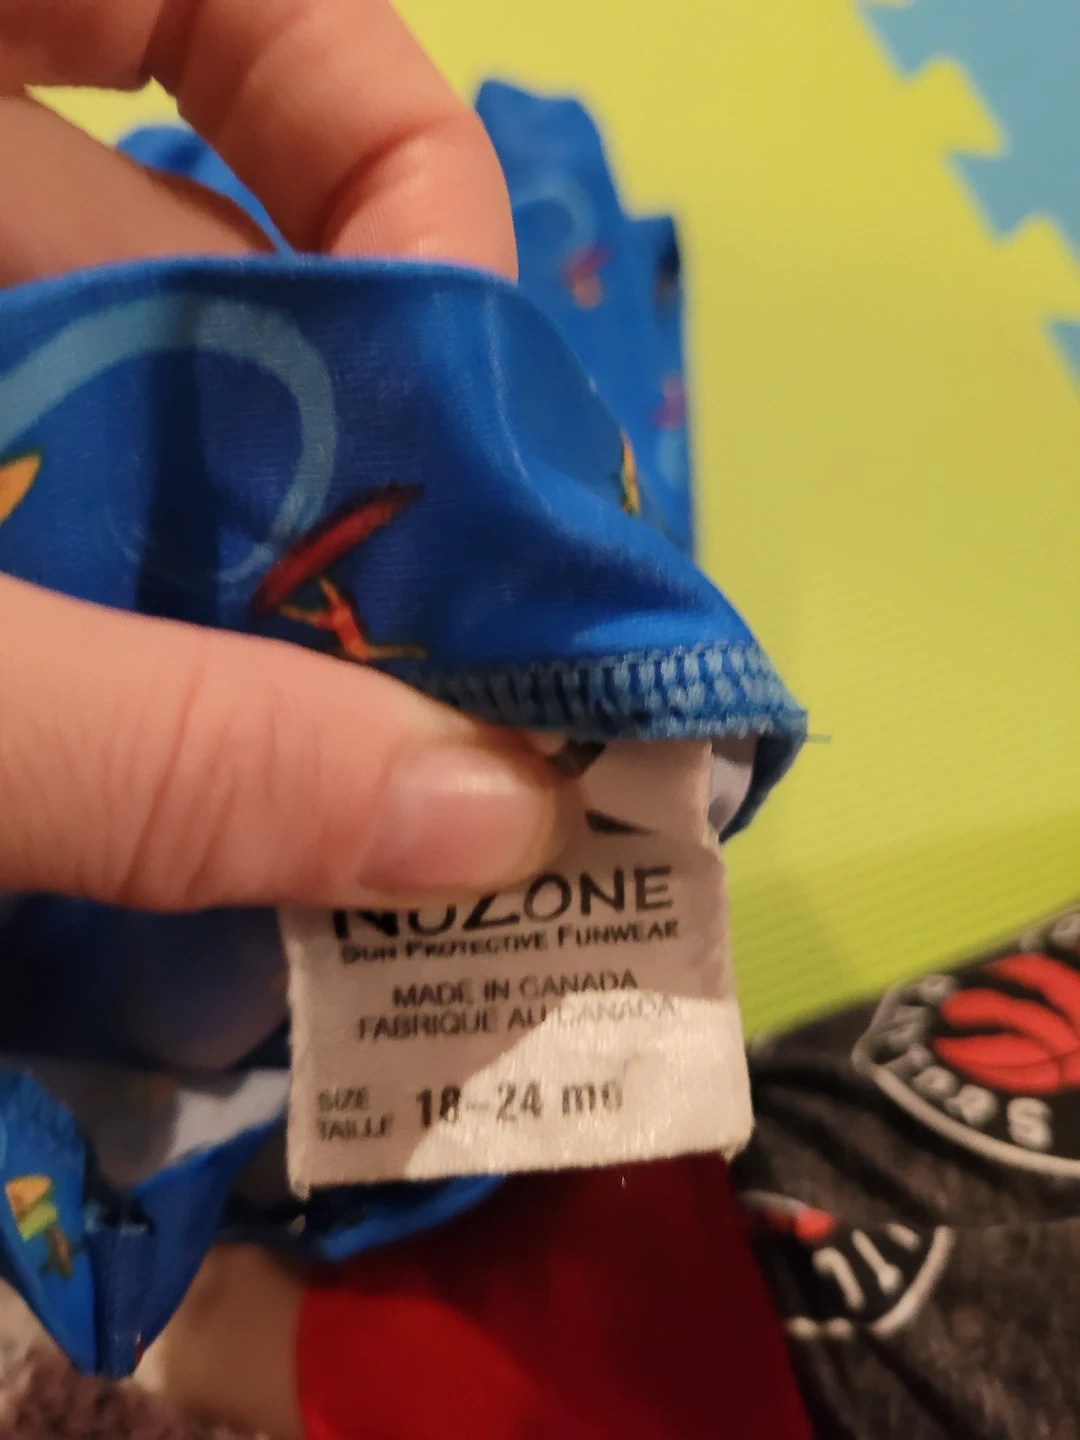 NUZONE
SUN PROTECTIVE FUNWEAR
MADE IN CANADA
FABRIQUE AU CANADA
SIZE
TAILLE
18-24 mo